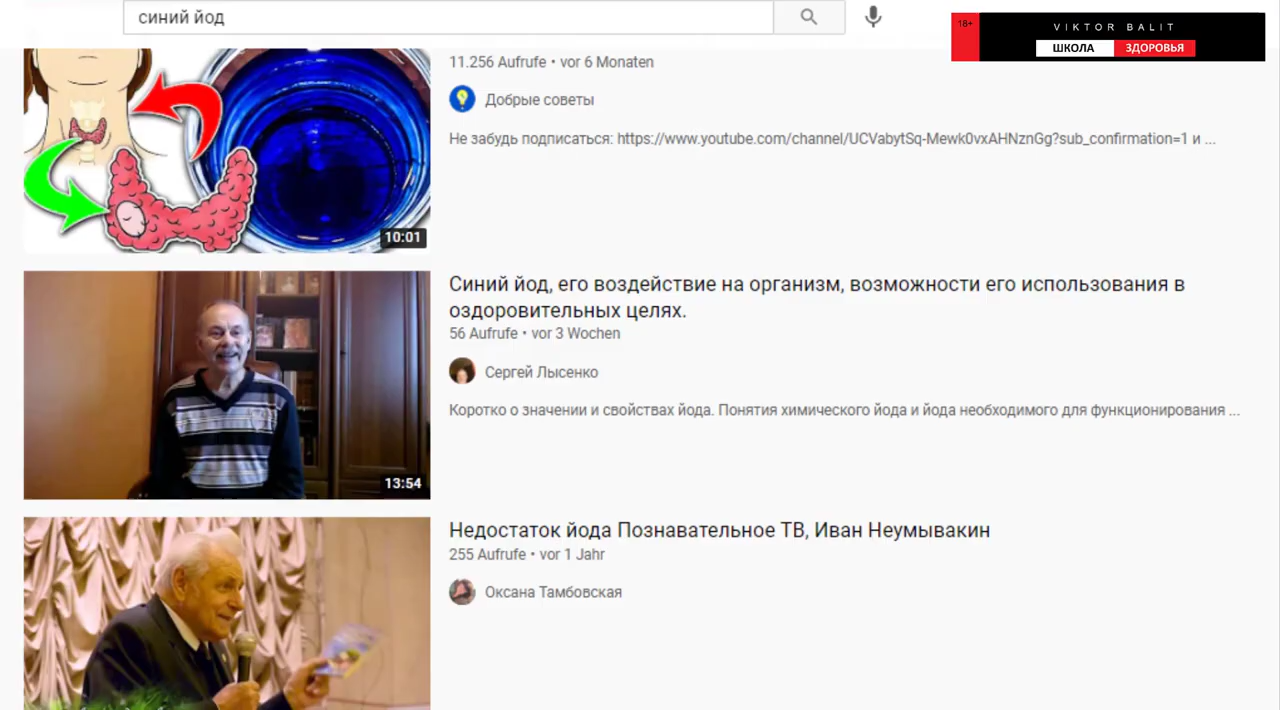 синий йод
18+
VIKTOR BALIT
ШКОЛА ЗДОРОВЬЯ
11.256 Aufrufe • vor 6 Monaten
Добрые советы
Не забудь подписаться: https://www.youtube.com/channel/UCVabytSq-Mewk0vxAHNznGg?sub_confirmation=1 и ...
10:01
Синий йод, его воздействие на организм, возможности его использования в
оздоровительных целях.
56 Aufrufe • vor 3 Wochen
Сергей Лысенко
Коротко о значении и свойствах йода. Понятия химического йода и йода необходимого для функционирования ...
13:54
Недостаток йода Познавательное ТВ, Иван Неумывакин
255 Aufrufe • vor 1 Jahr
Оксана Тамбовская